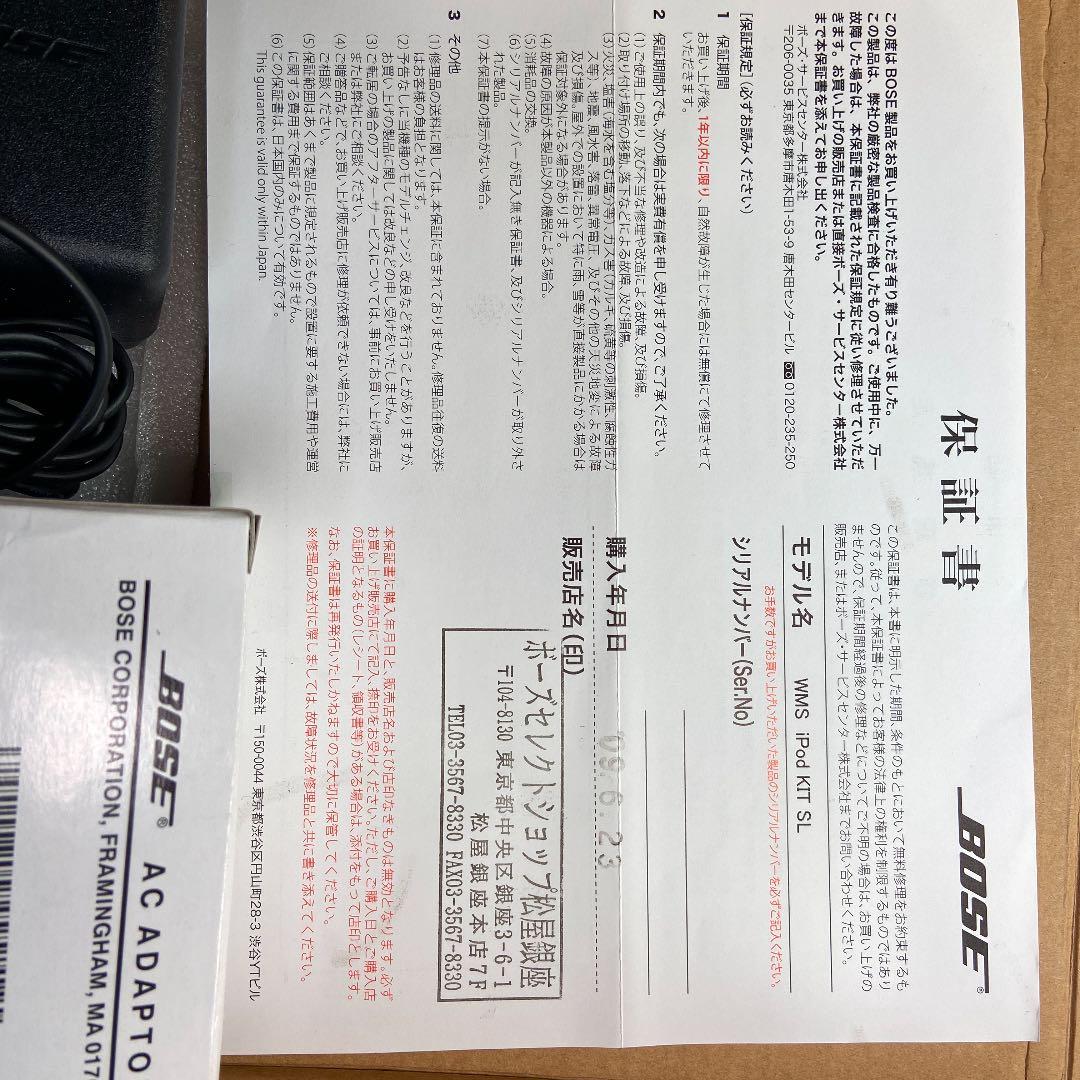 保証書
BOSE®
この度は BOSE 製品をお買い上げいただき有り難うございました。
この製品は、弊社の厳密な製品検査に合格したものです。ご使用中に、万一
故障した場合は、本保証書に記載された保証規定に従い修理させていただ
きます。お買い上げの販売店または直接ボーズ・サービスセンター株式会社
まで本保証書を添えてお申し出ください。
ボーズ・サービスセンター株式会社
〒206-0035 東京都多摩市唐木田1-53-9 唐木田センタービル 0120-235-250
[保証規定](必ずお読みください)
1 保証期間
お買い上げ後、1年以内に限り、自然故障が生じた場合には無償にて修理させて
いただきます。
2 保証期間内でも、次の場合は実費有償を申し受けますので、ご了承ください。
(1)ご使用上の誤り、及び不当な修理や改造による故障、及び損傷。
(2)取り付け場所の移動、落下などによる故障、及び損傷。
(3)火災・塩害(海水を含む塩分等)、ガス害(カルキ、硫黄等の刺激性、腐蝕性ガ
ス等)、地震、風水害、落雷、異常電圧、及びその他の天災地変による故障
及び損傷、屋外での設置において特に雨、雪等が直接製品にかかる場合は
保証対象外になる場合があります。
(4)故障の原因が本製品以外の機器による場合。
(5)消耗品の交換。
(6)シリアルナンバーが記入無き保証書、及びシリアルナンバーが取り外さ
れた製品。
(7)本保証書の提示がない場合。
3 その他
(1)修理品の送料に関しては、本保証に含まれておりません。修理品往復の送料
はお客様の負担となります。
(2)予告なしに当機種のモデルチェンジ、改良などを行うことがありますが、
お買い上げの製品に関しては改良などの申し受けをいたしません。
(3)ご転居の場合のアフターサービスについては、事前にお買い上げ販売店
または弊社にご相談ください。
(4)ご贈答品などで、お買い上げ販売店に修理が依頼できない場合には、弊社に
ご相談ください。
(5)保証範囲はあくまで製品に規定されるもので設置に要する施工費用や運営
に関する費用まで保証するものではありません。
(6)この保証書は、日本国内のみについて有効です。
This guarantee is valid only within Japan.
この保証書は、本書に明示した期間、条件のもとにおいて無料修理をお約束するも
のです。従って、本保証書によってお客様の法律上の権利を制限するものではあり
ませんので、保証期間経過後の修理などについてご不明の場合は、お買い上げの
販売店、またはボーズ・サービスセンター株式会社までお問い合わせください。
モデル名 WMS iPod KIT SL
お手数ですがお買い上げいただいた製品のシリアルナンバーを必ずご記入ください。
シリアルナンバー(Ser.No)
購入年月日 09.6.23
販売店名(印)
ボーズセレクトショップ松屋銀座
〒104-8130 東京都中央区銀座3-6-1
松屋銀座本店7F
TEL03-3567-8330 FAX03-3567-8330
本保証書に購入年月日と、販売店名および店印なきものは無効となります。必ず
お買い上げ販売店にて記入、捺印をお受けください。ただし、ご購入日とご購入店
の証明となるもの(レシート、領収書等)がある場合は、添付をもって店印とします。
なお、保証書は再発行いたしかねますので大切に保管してください。
※修理品の送付に際しましては、故障状況を修理品と共に書き添えてください。
ボーズ株式会社 〒150-0044 東京都渋谷区円山町28-3 渋谷YTビル
BOSE® AC ADAPTO
BOSE CORPORATION, FRAMINGHAM, MA 017